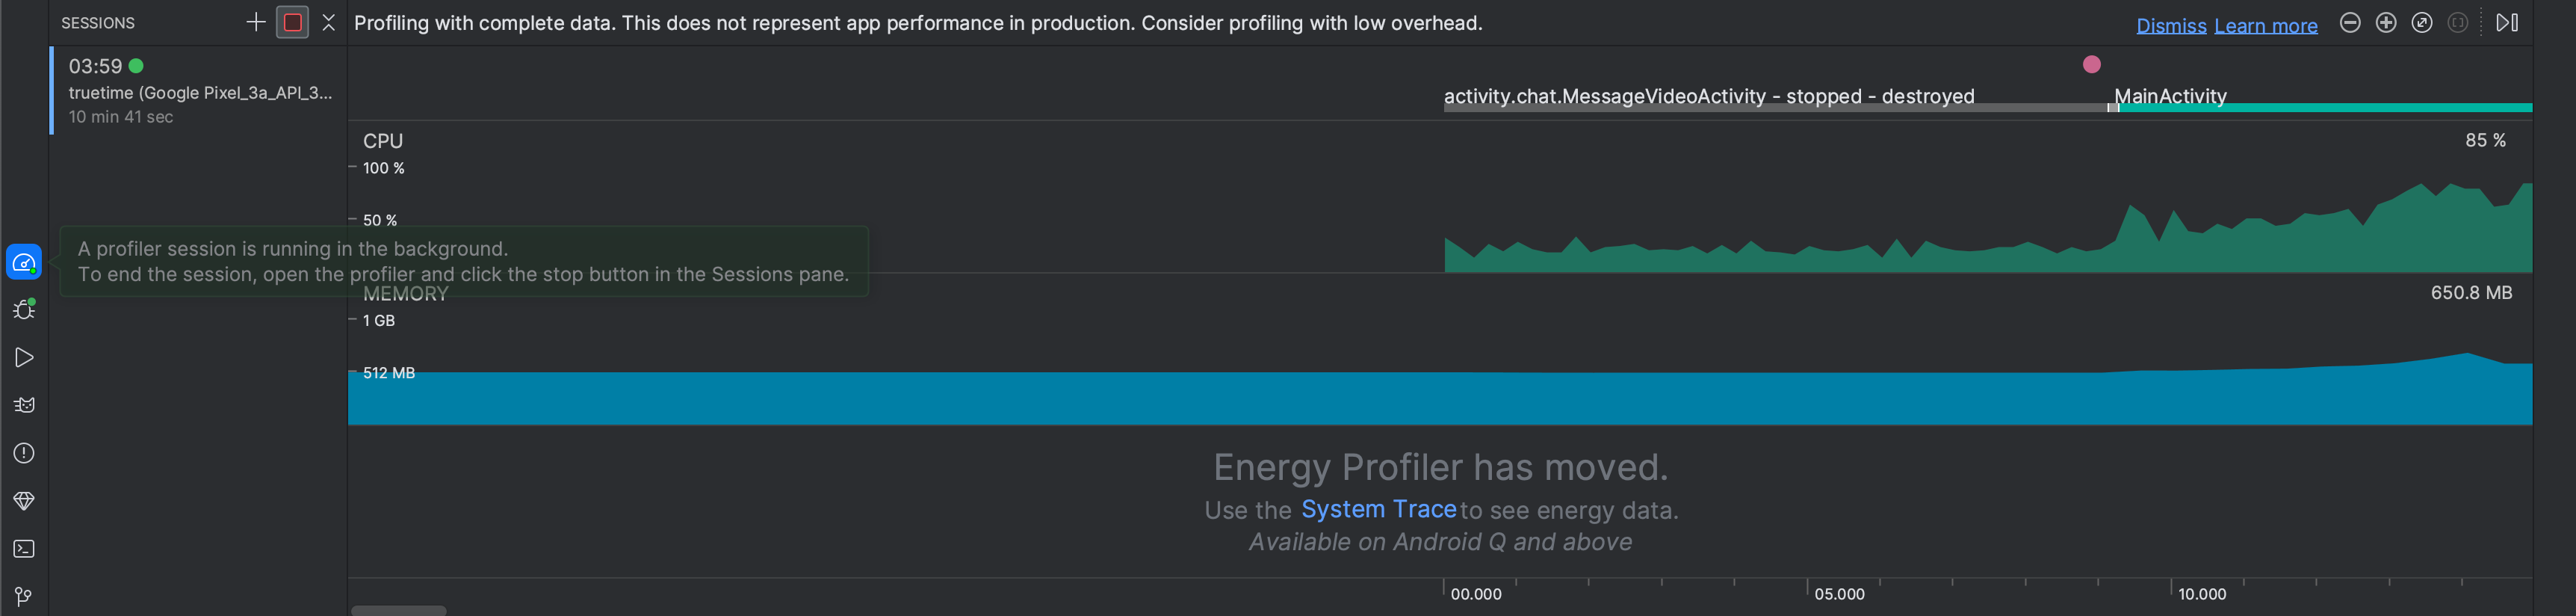 SESSIONS
Profiling with complete data. This does not represent app performance in production. Consider profiling with low overhead.
Dismiss Learn more
03:59
truetime (Google Pixel_3a_API_3...
10 min 41 sec
activity.chat.MessageVideoActivity - stopped - destroyed
MainActivity
CPU
85 %
100 %
50 %
A profiler session is running in the background.
To end the session, open the profiler and click the stop button in the Sessions pane.
MEMORY
650.8 MB
1 GB
512 MB
Energy Profiler has moved.
Use the System Trace to see energy data.
Available on Android Q and above
00.000
05.000
10.000